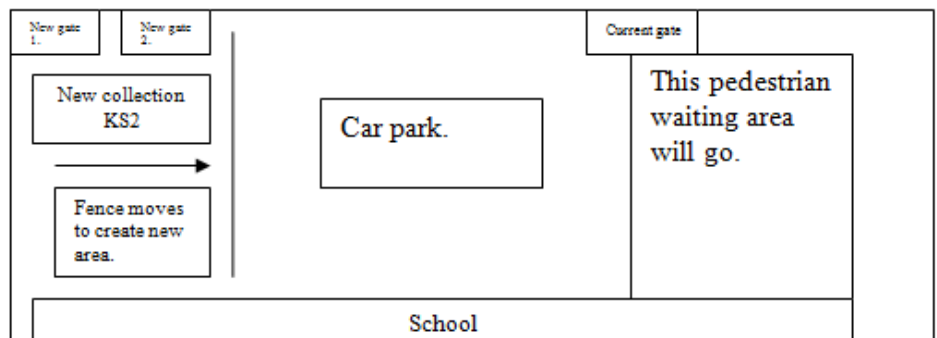 New gate
1.
New gate
2.
Current gate
New collection
KS2
Car park.
This pedestrian
waiting area
will go.
Fence moves
to create new
area.
School